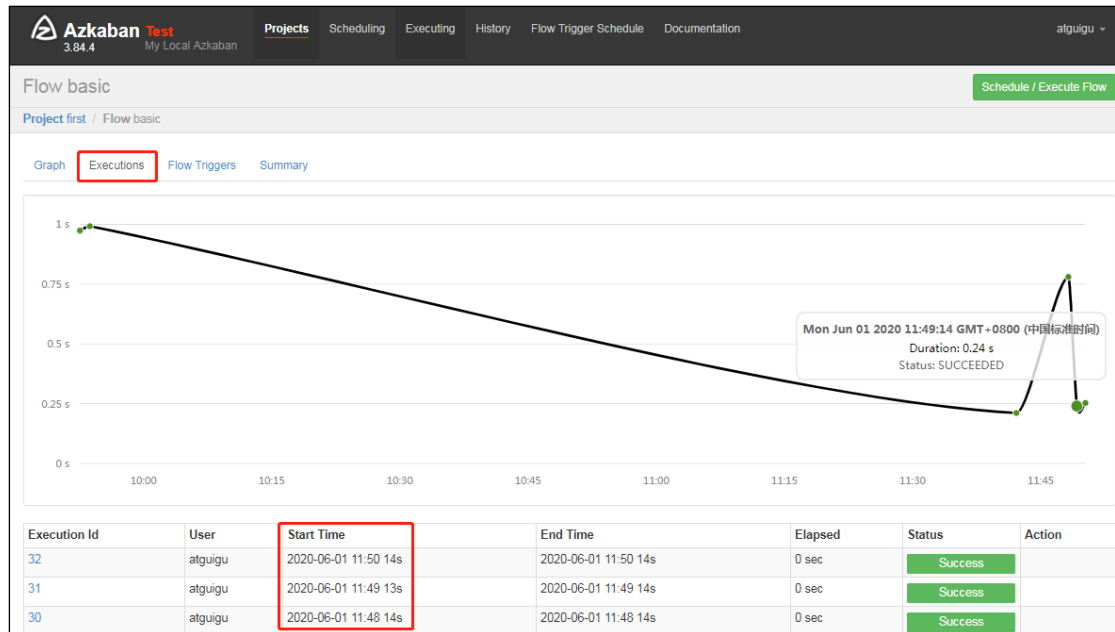 Azkaban Test
3.84.4 My Local Azkaban
Projects Scheduling Executing History Flow Trigger Schedule Documentation atguigu
Flow basic
Schedule / Execute Flow
Project first / Flow basic
Graph Executions Flow Triggers Summary
1 s
0.75 s
Mon Jun 01 2020 11:49:14 GMT+0800 (中国标准时间)
Duration: 0.24 s
Status: SUCCEEDED
0.5 s
0.25 s
0 s
10:00 10:15 10:30 10:45 11:00 11:15 11:30 11:45
Execution Id User Start Time End Time Elapsed Status Action
32 atguigu 2020-06-01 11:50 14s 2020-06-01 11:50 14s 0 sec Success
31 atguigu 2020-06-01 11:49 13s 2020-06-01 11:49 14s 0 sec Success
30 atguigu 2020-06-01 11:48 14s 2020-06-01 11:48 14s 0 sec Success